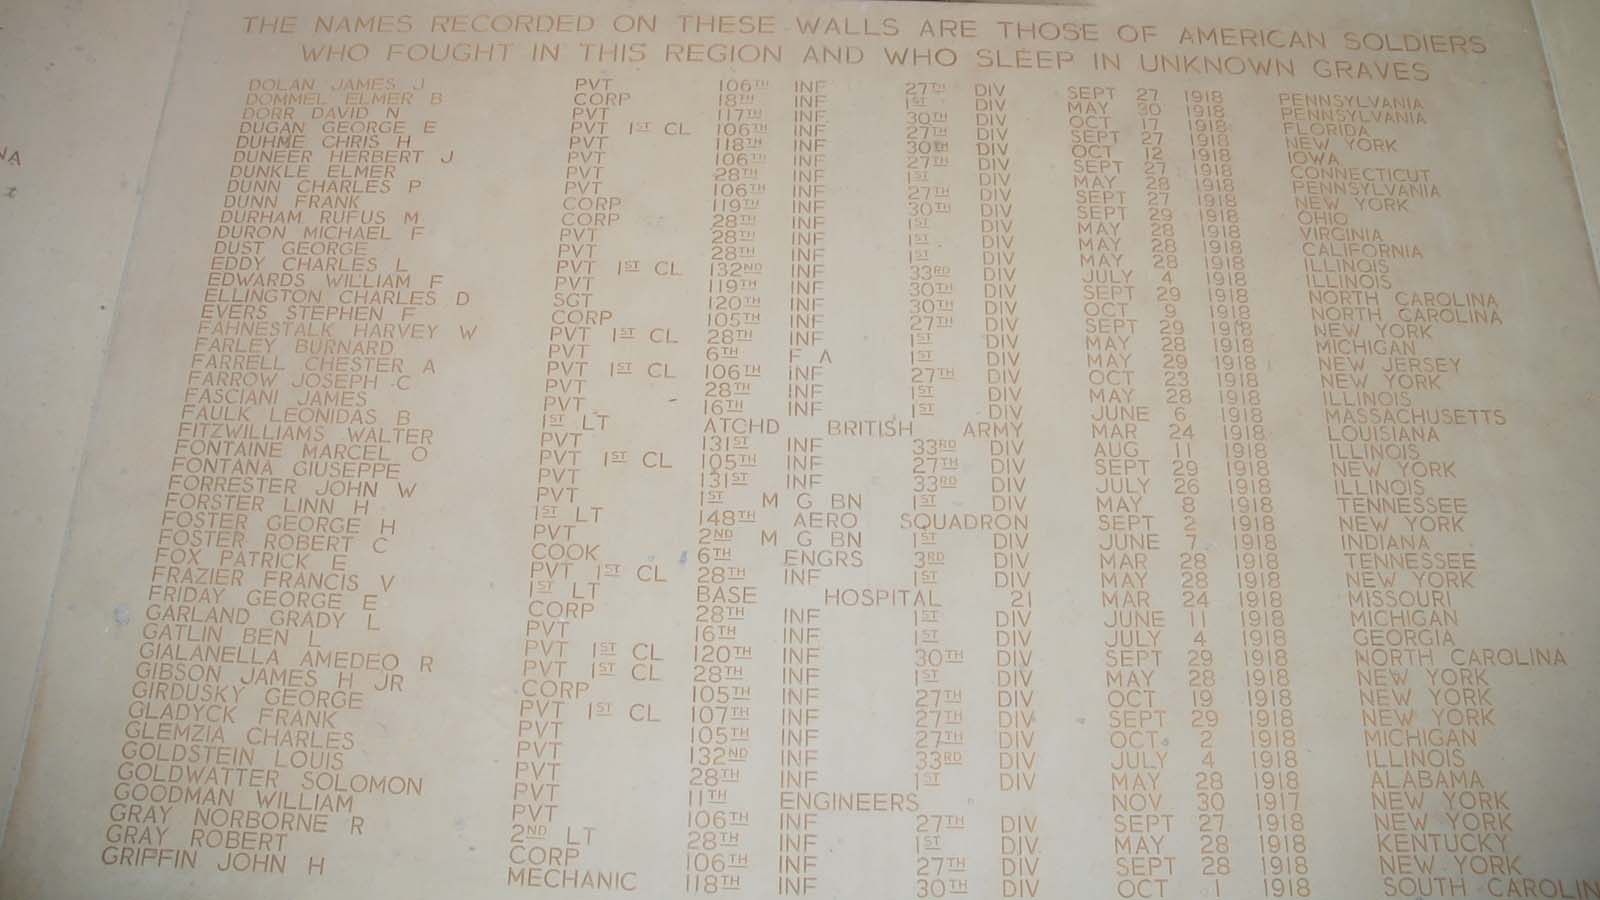 THE NAMES RECORDED ON THESE WALLS ARE THOSE OF AMERICAN SOLDIERS
WHO FOUGHT IN THIS REGION AND WHO SLEEP IN UNKNOWN GRAVES
DOLAN JAMES J PVT 106TH INF 27TH DIV SEPT 27 1918 PENNSYLVANIA
DOMMEL ELMER B CORP 18TH INF 1ST DIV MAY 30 1918 PENNSYLVANIA
DORR DAVID N PVT 117TH INF 30TH DIV OCT 17 1918 FLORIDA
DUGAN GEORGE E PVT 1ST CL 106TH INF 27TH DIV SEPT 27 1918 NEW YORK
DUHME CHRIS H PVT 118TH INF 30TH DIV OCT 12 1918 IOWA
DUNEER HERBERT J PVT 106TH INF 27TH DIV SEPT 27 1918 CONNECTICUT
DUNKLE ELMER PVT 28TH INF 1ST DIV MAY 28 1918 PENNSYLVANIA
DUNN CHARLES P PVT 106TH INF 27TH DIV SEPT 27 1918 NEW YORK
DUNN FRANK CORP 119TH INF 30TH DIV SEPT 29 1918 OHIO
DURHAM RUFUS M CORP 28TH INF 1ST DIV MAY 28 1918 VIRGINIA
DURON MICHAEL F PVT 28TH INF 1ST DIV MAY 28 1918 CALIFORNIA
DUST GEORGE PVT 28TH INF 1ST DIV MAY 28 1918 ILLINOIS
EDDY CHARLES L PVT 1ST CL 132ND INF 33RD DIV JULY 4 1918 ILLINOIS
EDWARDS WILLIAM F PVT 119TH INF 30TH DIV SEPT 29 1918 NORTH CAROLINA
ELLINGTON CHARLES D SGT 120TH INF 30TH DIV OCT 9 1918 NORTH CAROLINA
EVERS STEPHEN F CORP 105TH INF 27TH DIV SEPT 29 1918 NEW YORK
FAHNESTALK HARVEY W PVT 1ST CL 28TH INF 1ST DIV MAY 28 1918 MICHIGAN
FARLEY BURNARD PVT 6TH F A 1ST DIV MAY 29 1918 NEW JERSEY
FARRELL CHESTER A PVT 1ST CL 106TH INF 27TH DIV OCT 23 1918 NEW YORK
FARROW JOSEPH C PVT 28TH INF 1ST DIV MAY 28 1918 ILLINOIS
FASCIANI JAMES PVT 16TH INF 1ST DIV JUNE 6 1918 MASSACHUSETTS
FAULK LEONIDAS B 1ST LT ATCHD BRITISH ARMY MAR 24 1918 LOUISIANA
FITZWILLIAMS WALTER PVT 131ST INF 33RD DIV AUG 11 1918 ILLINOIS
FONTAINE MARCEL O PVT 1ST CL 105TH INF 27TH DIV SEPT 29 1918 NEW YORK
FONTANA GIUSEPPE PVT 131ST INF 33RD DIV JULY 26 1918 ILLINOIS
FORRESTER JOHN W PVT 1ST M G BN 1ST DIV MAY 8 1918 TENNESSEE
FORSTER LINN H 1ST LT 148TH AERO SQUADRON SEPT 2 1918 NEW YORK
FOSTER GEORGE H PVT 2ND M G BN 1ST DIV JUNE 7 1918 INDIANA
FOSTER ROBERT C COOK 6TH ENGRS 3RD DIV MAR 28 1918 TENNESSEE
FOX PATRICK E PVT 1ST CL 28TH INF 1ST DIV MAY 28 1918 NEW YORK
FRAZIER FRANCIS V 1ST LT BASE HOSPITAL 21 MAR 24 1918 MISSOURI
FRIDAY GEORGE E CORP 28TH INF 1ST DIV JUNE 11 1918 MICHIGAN
GARLAND GRADY L PVT 16TH INF 1ST DIV JULY 4 1918 GEORGIA
GATLIN BEN L PVT 1ST CL 120TH INF 30TH DIV SEPT 29 1918 NORTH CAROLINA
GIALANELLA AMEDEO R PVT 1ST CL 28TH INF 1ST DIV MAY 28 1918 NEW YORK
GIBSON JAMES H JR CORP 105TH INF 27TH DIV OCT 19 1918 NEW YORK
GIRDUSKY GEORGE PVT 1ST CL 107TH INF 27TH DIV SEPT 29 1918 NEW YORK
GLADYCK FRANK PVT 105TH INF 27TH DIV OCT 2 1918 MICHIGAN
GLEMZIA CHARLES PVT 132ND INF 33RD DIV JULY 4 1918 ILLINOIS
GOLDSTEIN LOUIS PVT 28TH INF 1ST DIV MAY 28 1918 ALABAMA
GOLDWATTER SOLOMON PVT 11TH ENGINEERS NOV 30 1917 NEW YORK
GOODMAN WILLIAM PVT 106TH INF 27TH DIV SEPT 27 1918 NEW YORK
GRAY NORBORNE R 2ND LT 28TH INF 1ST DIV MAY 28 1918 KENTUCKY
GRAY ROBERT CORP 106TH INF 27TH DIV SEPT 28 1918 NEW YORK
GRIFFIN JOHN H MECHANIC 118TH INF 30TH DIV OCT 1 1918 SOUTH CAROLIN